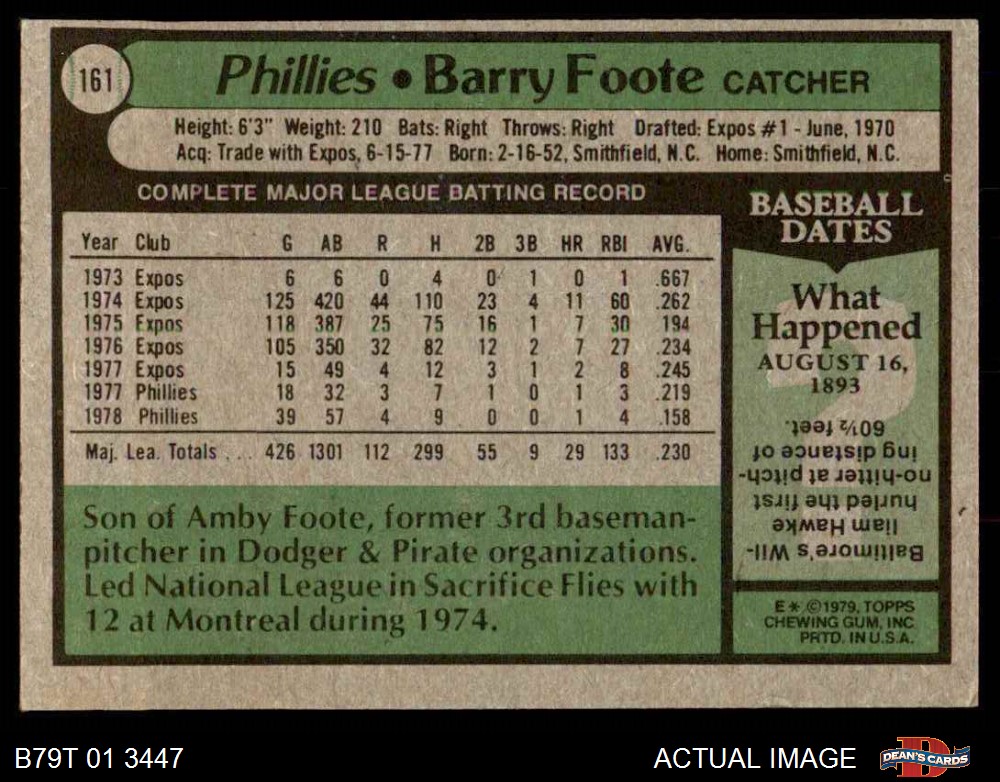 161
Phillies • Barry Foote CATCHER
Height: 6'3" Weight: 210 Bats: Right Throws: Right Drafted: Expos #1 - June, 1970
Acq: Trade with Expos, 6-15-77 Born: 2-16-52, Smithfield, N.C. Home: Smithfield, N.C.
COMPLETE MAJOR LEAGUE BATTING RECORD
Year Club G AB R H 2B 3B HR RBI AVG.
1973 Expos 6 6 0 4 0 1 0 1 .667
1974 Expos 125 420 44 110 23 4 11 60 .262
1975 Expos 118 387 25 75 16 1 7 30 194
1976 Expos 105 350 32 82 12 2 7 27 .234
1977 Expos 15 49 4 12 3 1 2 8 .245
1977 Phillies 18 32 3 7 1 0 1 3 .219
1978 Phillies 39 57 4 9 0 0 1 4 .158
Maj. Lea. Totals ... 426 1301 112 299 55 9 29 133 .230
Son of Amby Foote, former 3rd baseman-
pitcher in Dodger & Pirate organizations.
Led National League in Sacrifice Flies with
12 at Montreal during 1974.
BASEBALL
DATES
What
Happened
AUGUST 16,
1893
Baltimore's Wil-
liam Hawke
hurled the first
no-hitter at pitch-
ing distance of
60½ feet.
E * © 1979, TOPPS
CHEWING GUM, INC
PRTD. IN U.S.A.
B79T 01 3447
ACTUAL IMAGE
DEAN'S CARDS